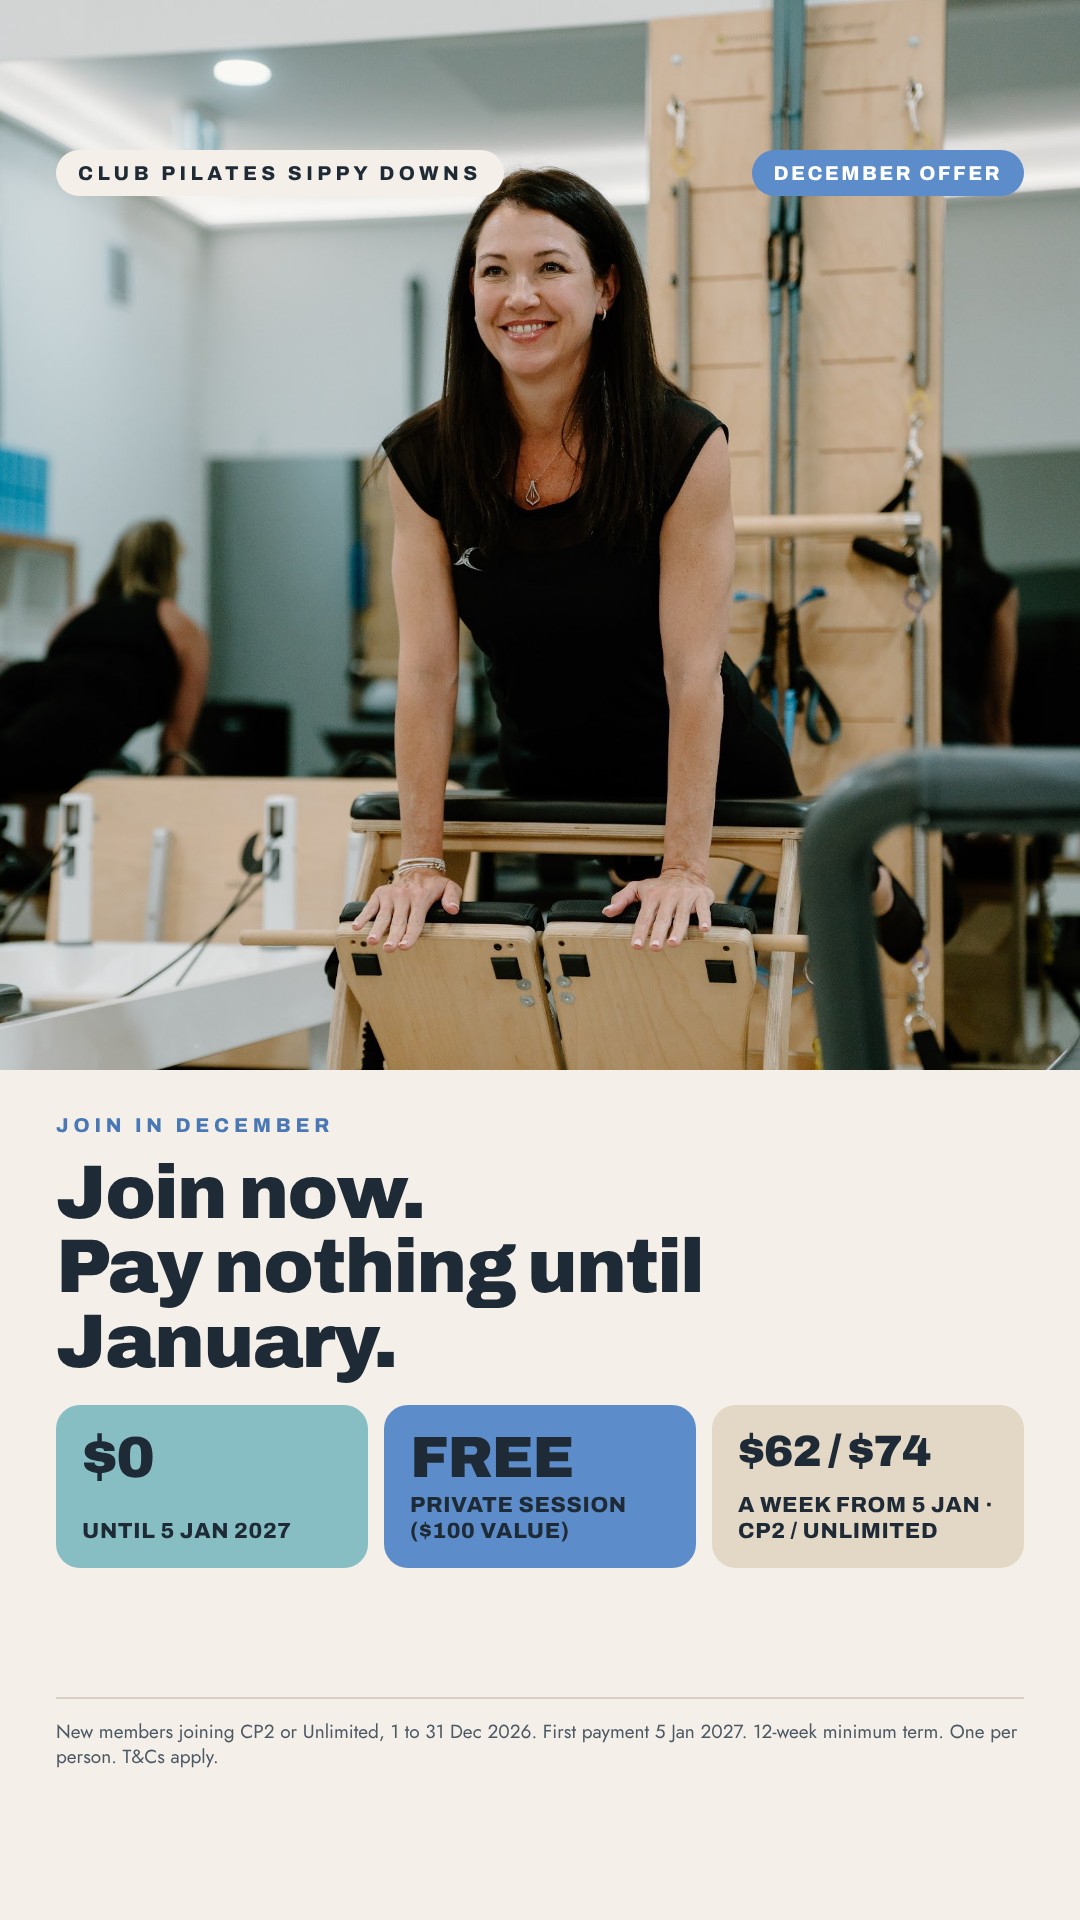 CLUB PILATES SIPPY DOWNS
DECEMBER OFFER
JOIN IN DECEMBER
Join now.
Pay nothing until
January.
$0
UNTIL 5 JAN 2027
FREE
PRIVATE SESSION
($100 VALUE)
$62 / $74
A WEEK FROM 5 JAN ·
CP2 / UNLIMITED
New members joining CP2 or Unlimited, 1 to 31 Dec 2026. First payment 5 Jan 2027. 12-week minimum term. One per
person. T&Cs apply.